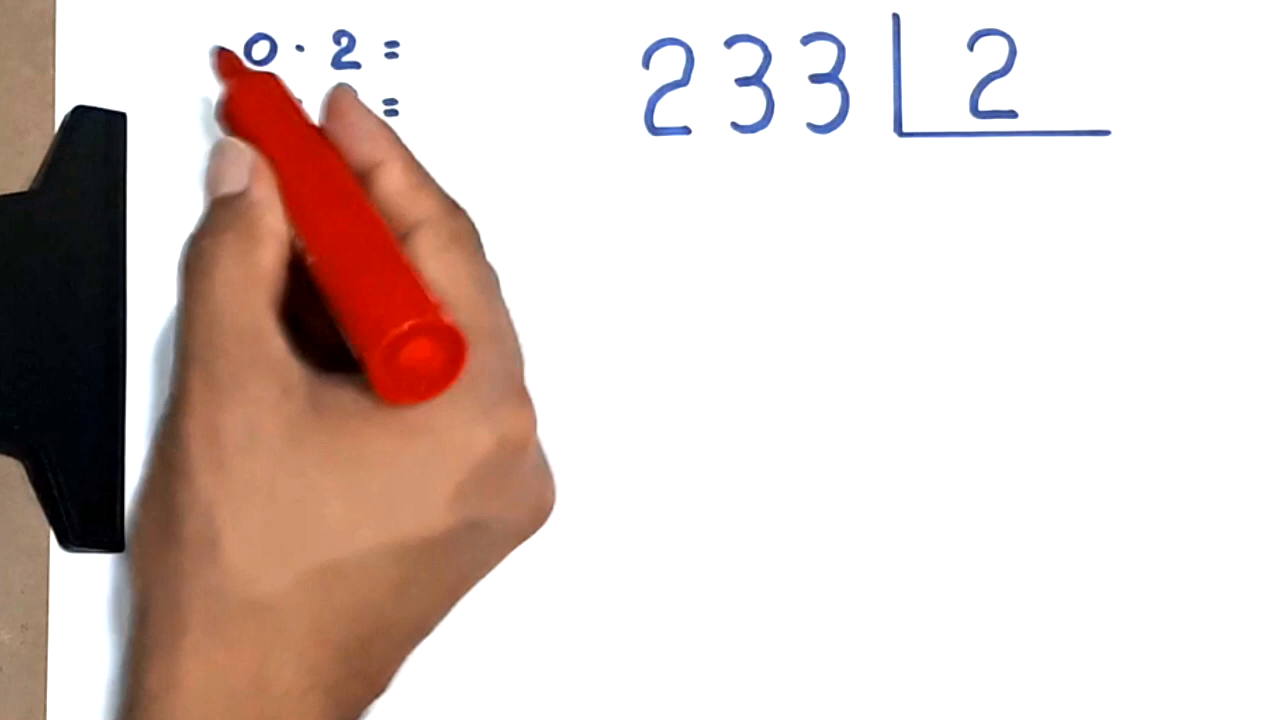 0 · 2 =
=
233 2